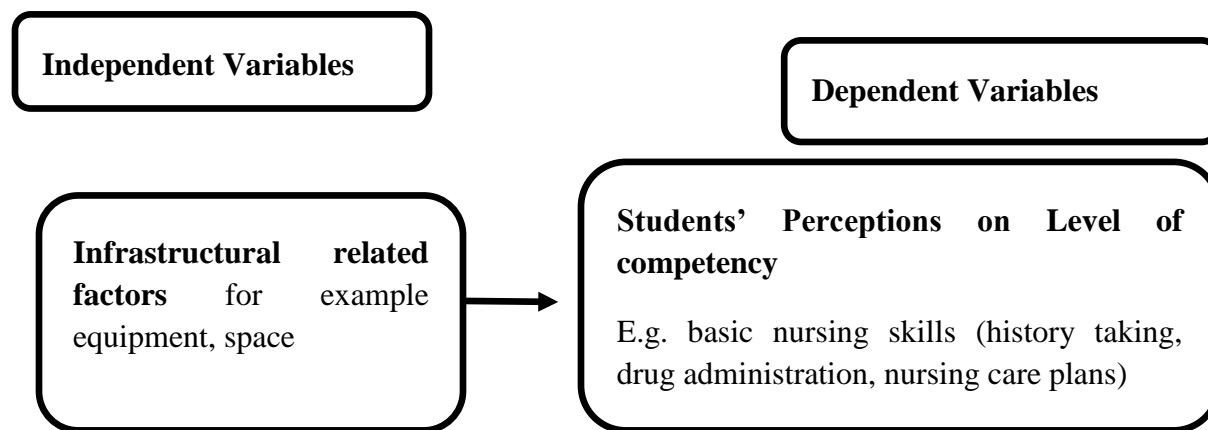 Independent Variables
Dependent Variables
Infrastructural related
factors for example
equipment, space
Students’ Perceptions on Level of
competency
E.g. basic nursing skills (history taking,
drug administration, nursing care plans)